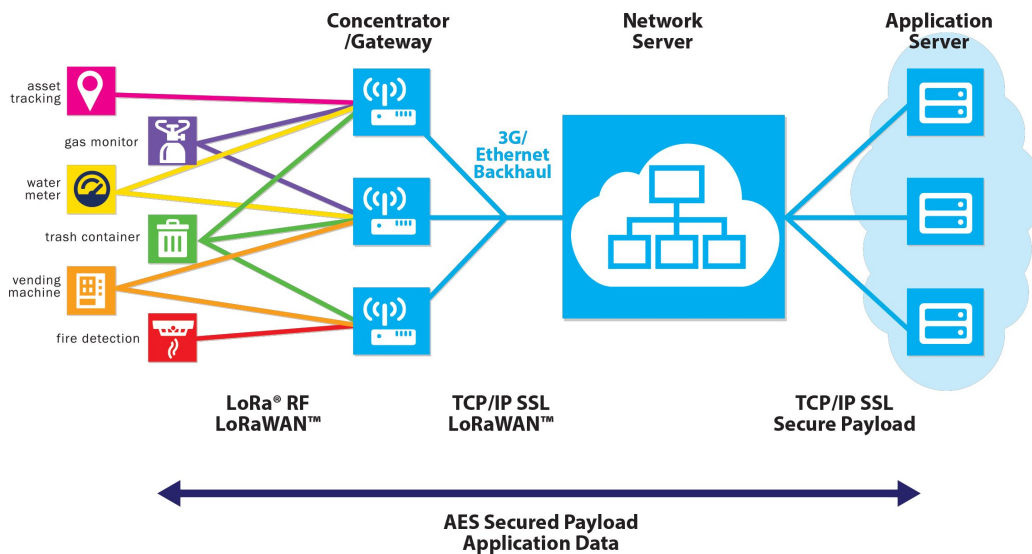 Concentrator
/Gateway
Network
Server
Application
Server
asset
tracking
gas monitor
water
meter
trash container
vending
machine
fire detection
3G/
Ethernet
Backhaul
LoRa® RF
LoRaWAN™
TCP/IP SSL
LoRaWAN™
TCP/IP SSL
Secure Payload
AES Secured Payload
Application Data